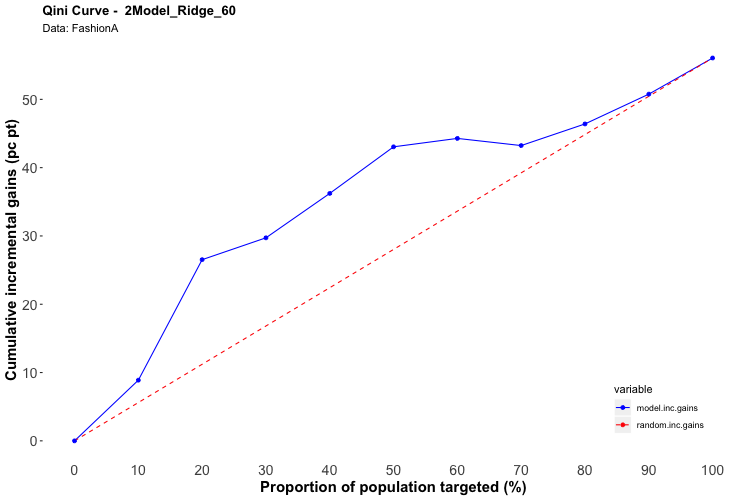 Qini Curve -  2Model_Ridge_60
Data: FashionA
Cumulative incremental gains (pc pt)
50
40
30
20
10
0
variable
model.inc.gains
random.inc.gains
0 10 20 30 40 50 60 70 80 90 100
Proportion of population targeted (%)